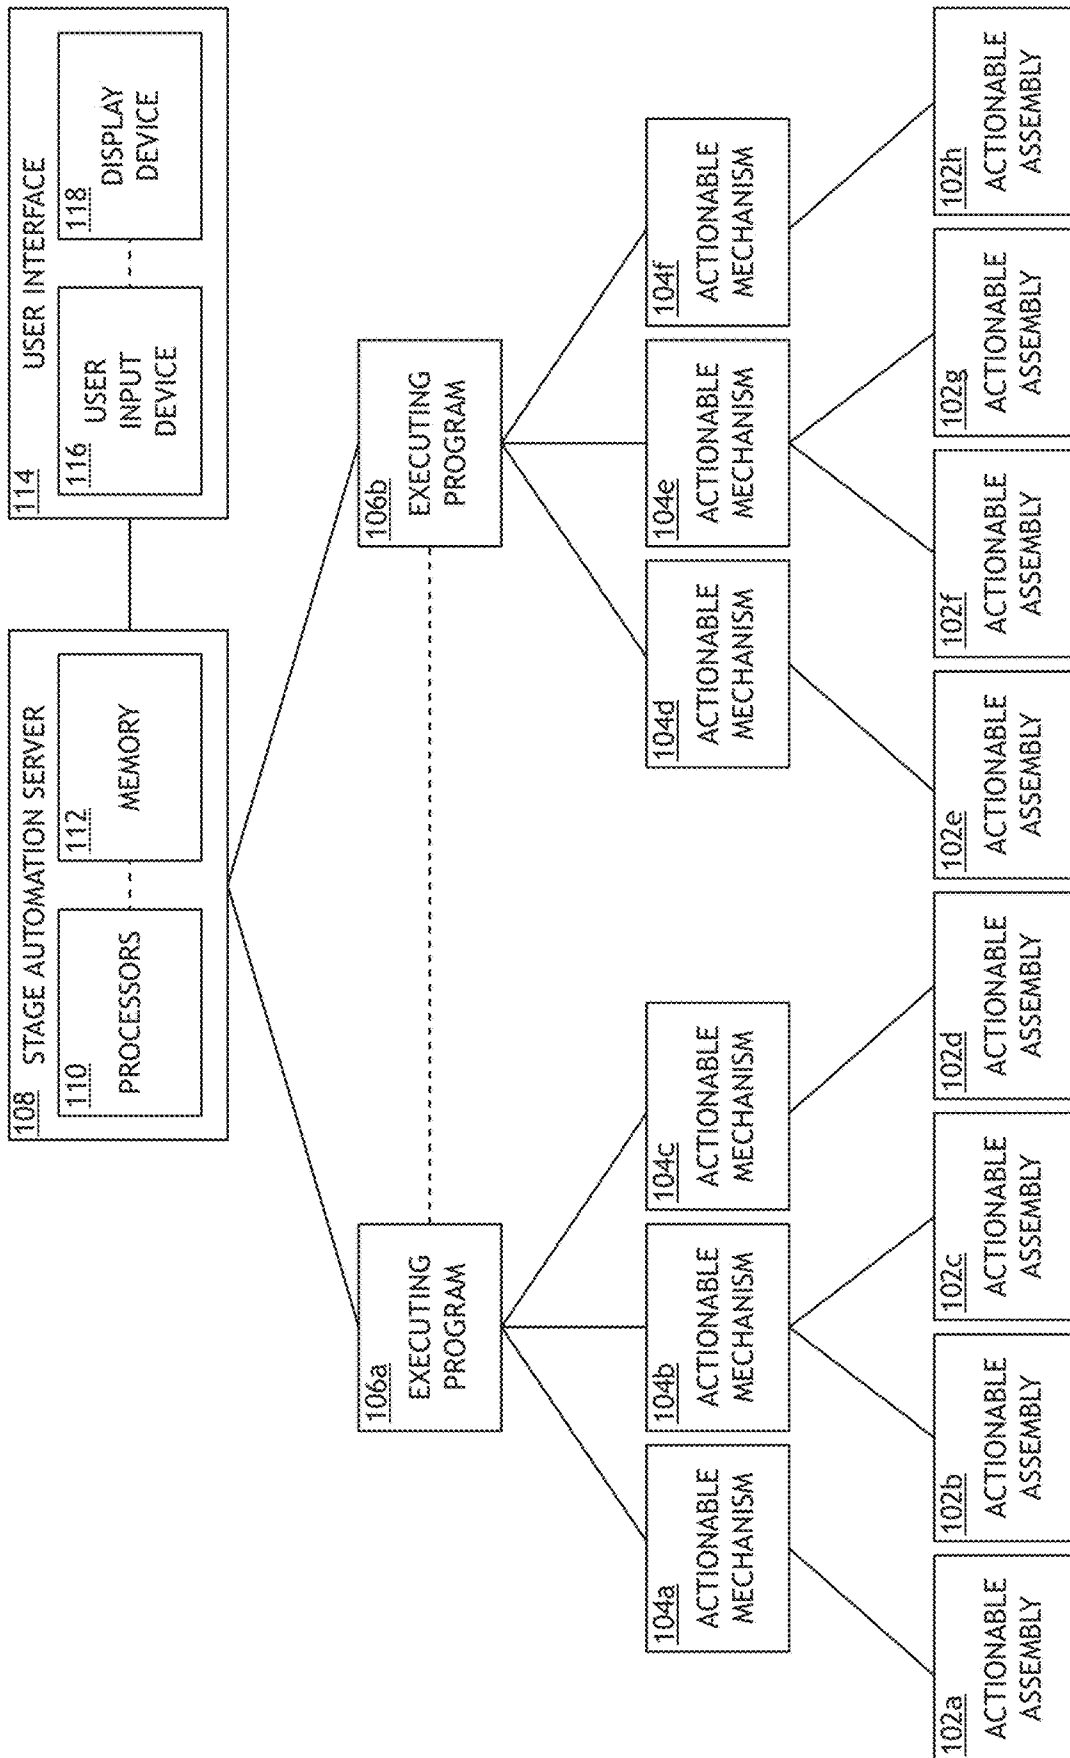 108 STAGE AUTOMATION SERVER
110
PROCESSORS
112
MEMORY
114 USER INTERFACE
116
USER
INPUT
DEVICE
118
DISPLAY
DEVICE
106a
EXECUTING
PROGRAM
106b
EXECUTING
PROGRAM
104a
ACTIONABLE
MECHANISM
104b
ACTIONABLE
MECHANISM
104c
ACTIONABLE
MECHANISM
104d
ACTIONABLE
MECHANISM
104e
ACTIONABLE
MECHANISM
104f
ACTIONABLE
MECHANISM
102a
ACTIONABLE
ASSEMBLY
102b
ACTIONABLE
ASSEMBLY
102c
ACTIONABLE
ASSEMBLY
102d
ACTIONABLE
ASSEMBLY
102e
ACTIONABLE
ASSEMBLY
102f
ACTIONABLE
ASSEMBLY
102g
ACTIONABLE
ASSEMBLY
102h
ACTIONABLE
ASSEMBLY